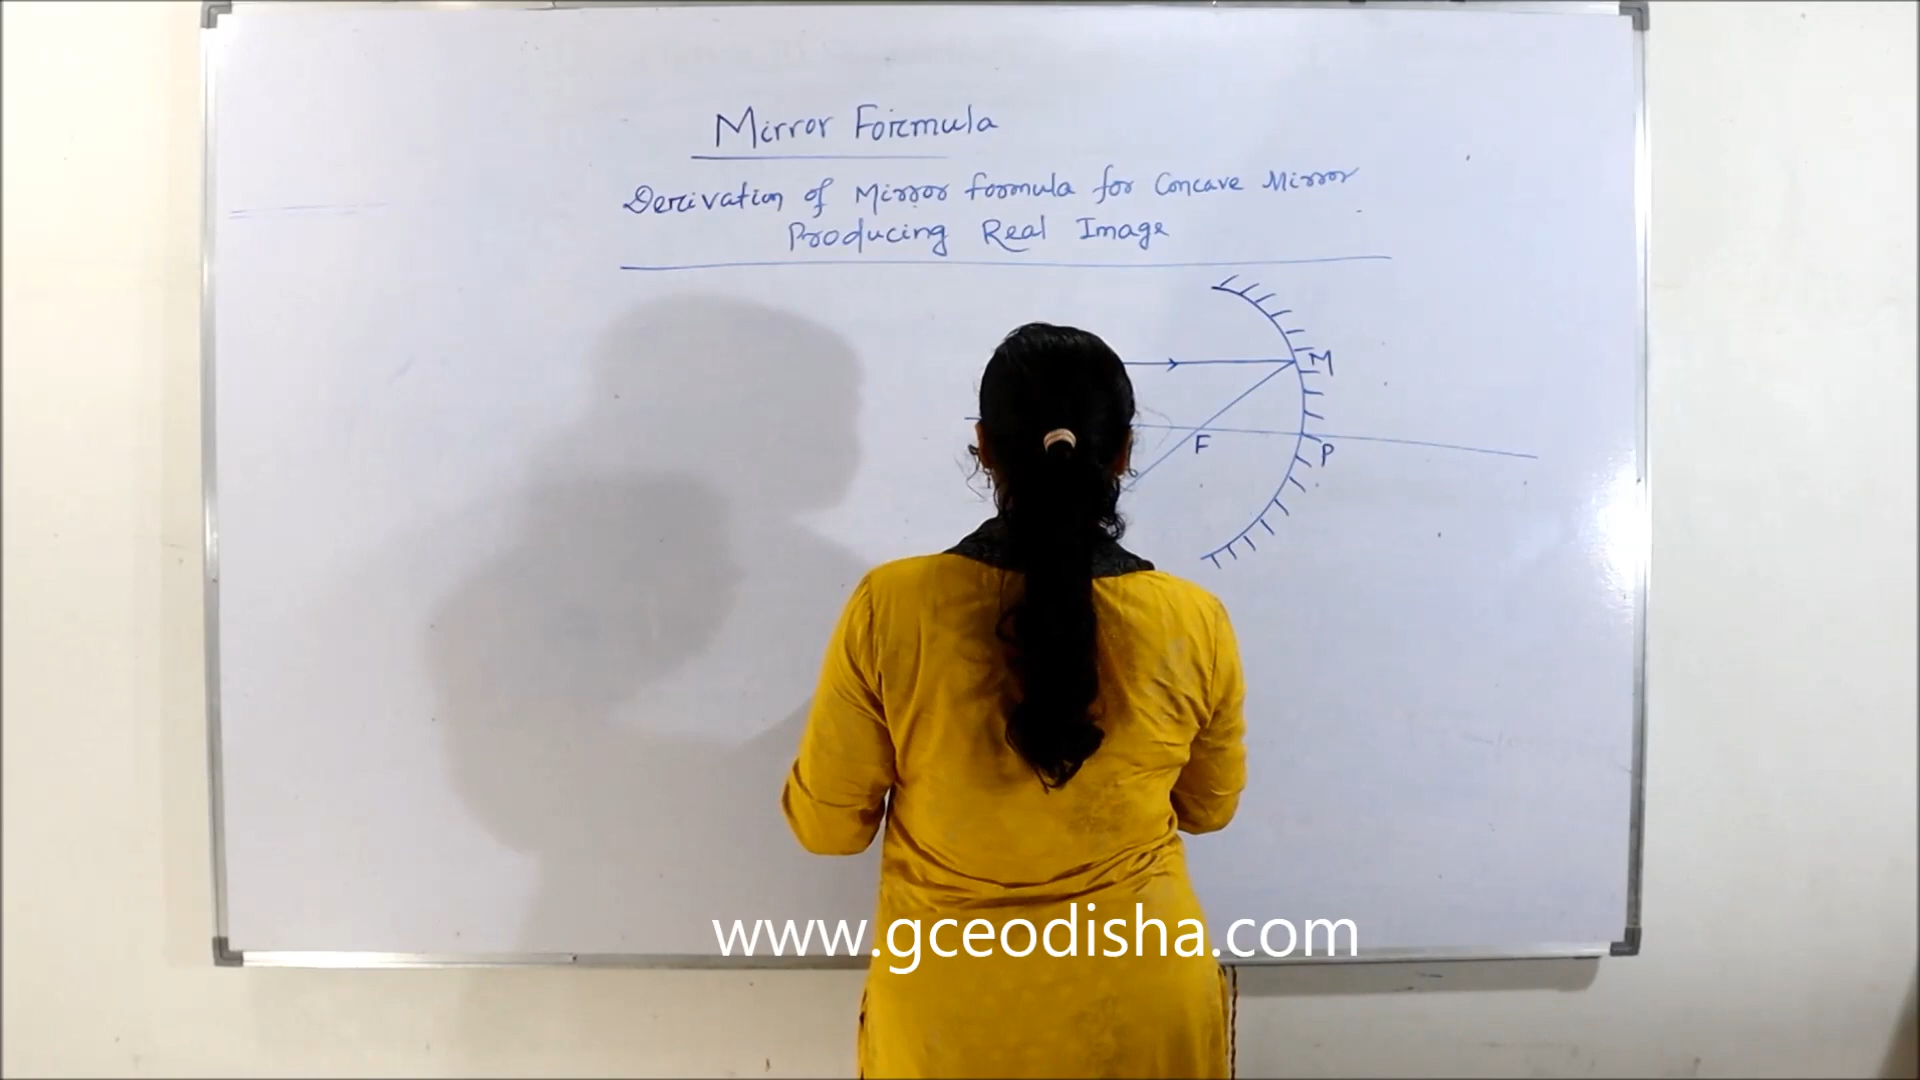 Mirror Formula
Derivation of Mirror formula for Concave Mirror
Producing Real Image
M
F
P
www.gceodisha.com